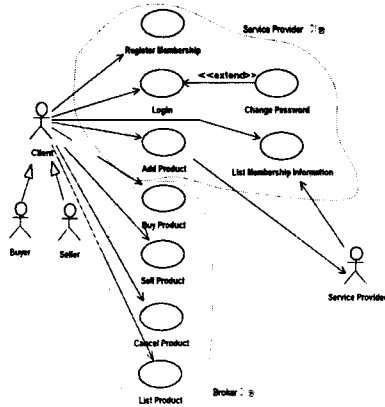 Service Provider
Register Membership
<<extend>>
Login
Change Password
Client
Add Product
List Membership Information
Buy Product
Buyer
Seller
Sell Product
Service Provider
Cancel Product
List Product
Broker